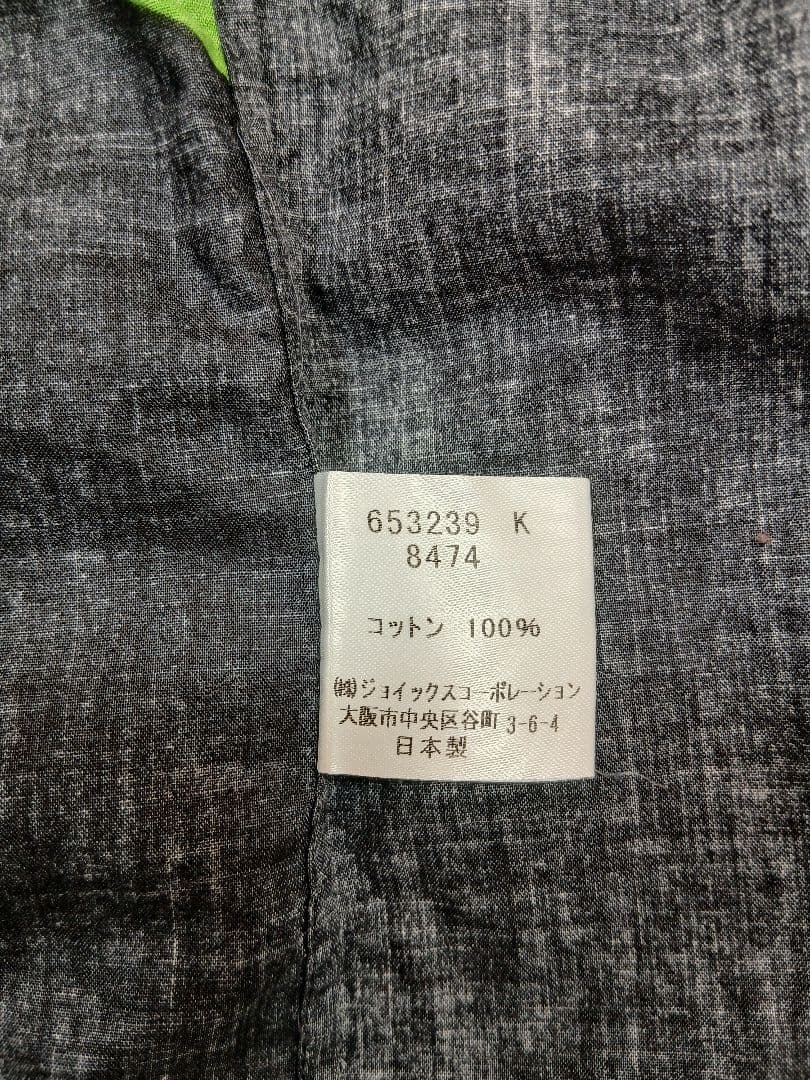 653239 K
8474
コットン 100%
㈱ジョイックスコーポレーション
大阪市中央区谷町 3-6-4
日本製